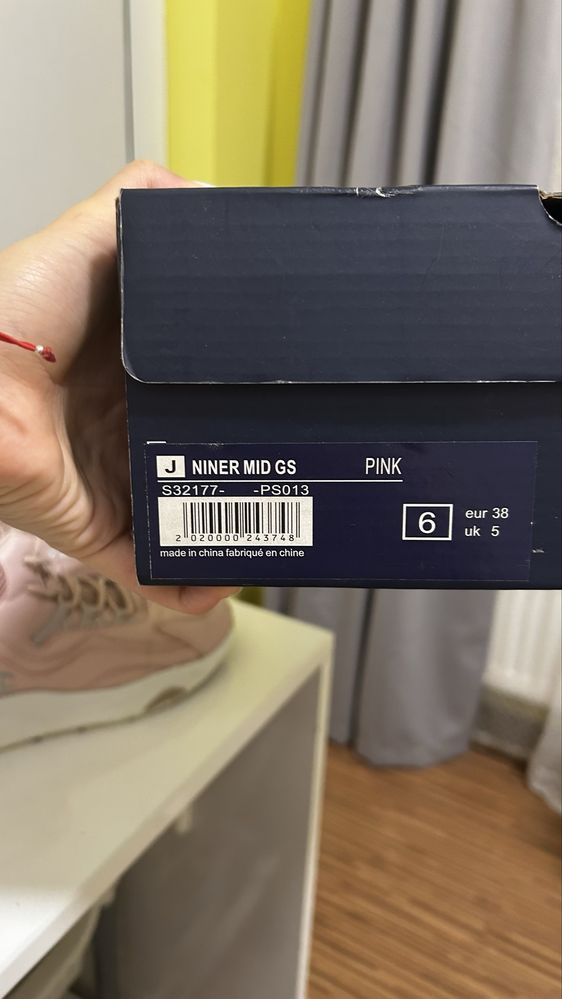 J NINER MID GS PINK
S32177- -PS013
2 020000 243748
6 eur 38
uk 5
made in china fabriqué en chine